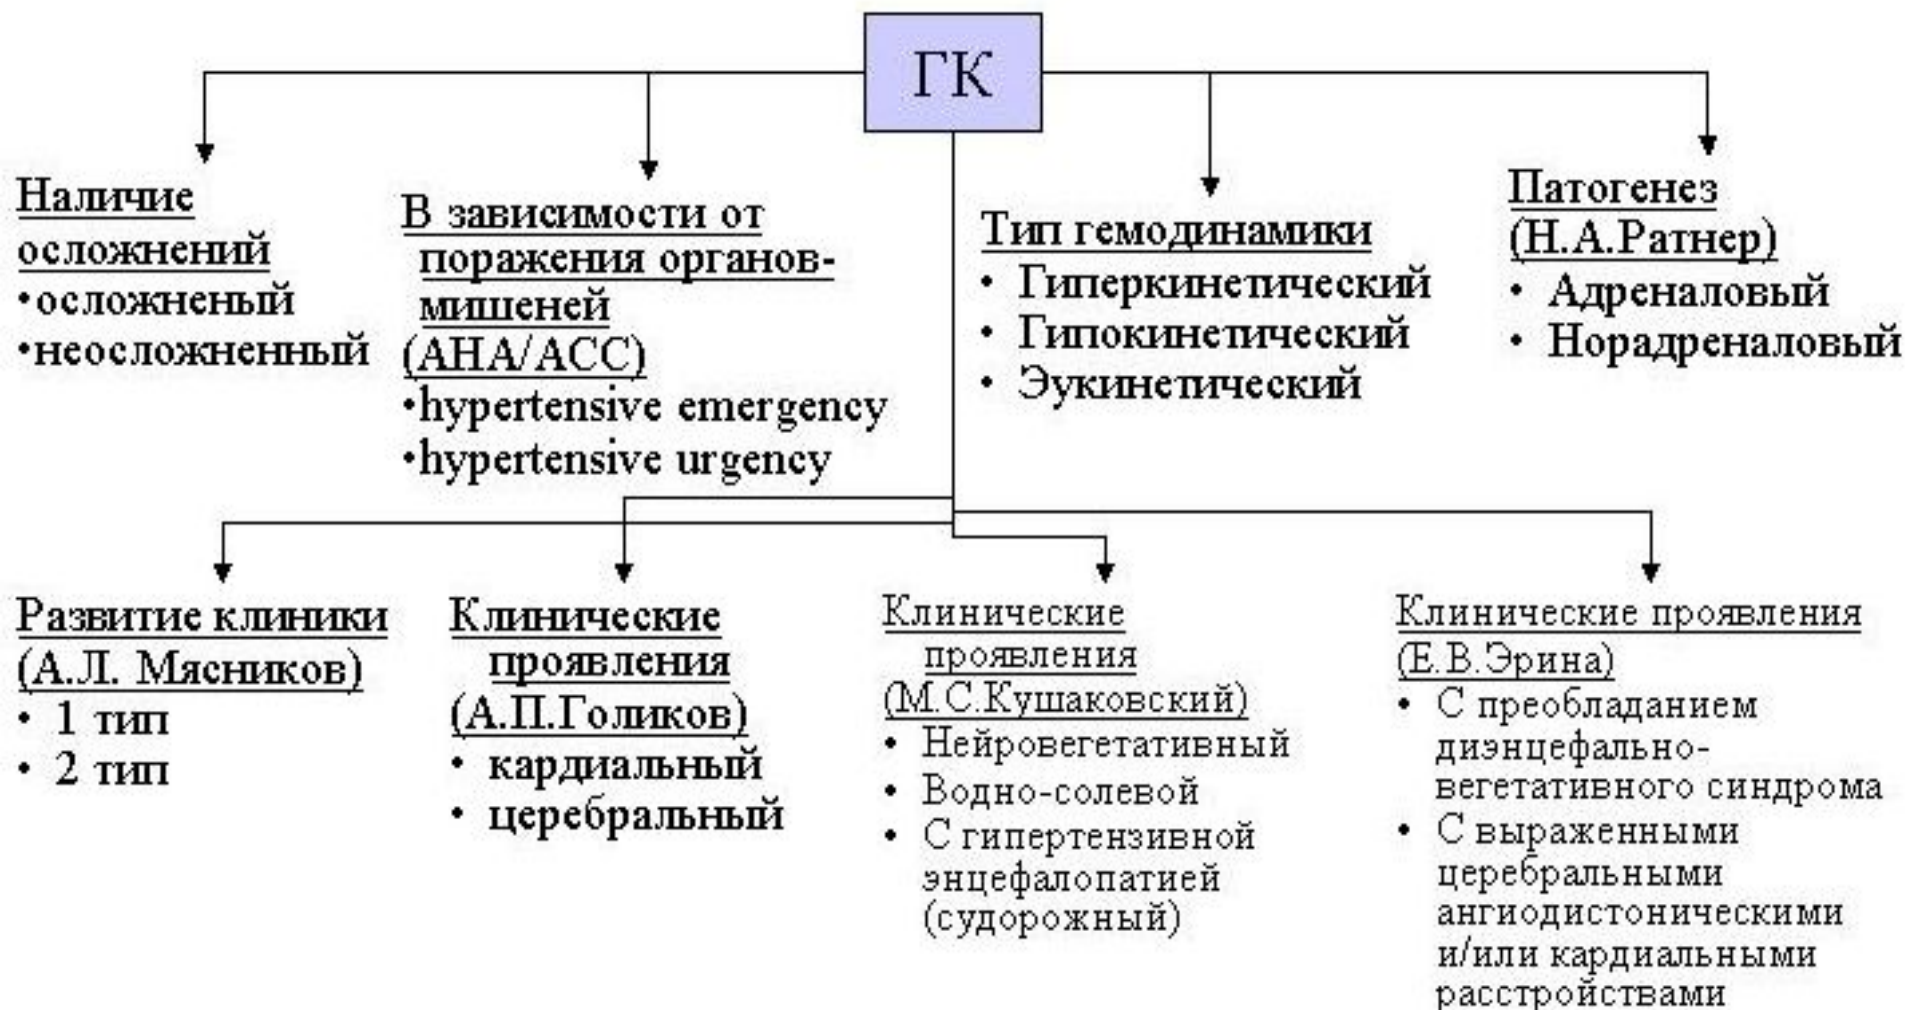 ГК
Наличие
осложнений
•осложненый
•неосложненный
В зависимости от
поражения органов-
мишеней
(АНА/АСС)
•hypertensive emergency
•hypertensive urgency
Тип гемодинамики
• Гиперкинетический
• Гипокинетический
• Эукинетический
Патогенез
(Н.А.Ратнер)
• Адреналовый
• Норадреналовый
Развитие клиники
(А.Л. Мясников)
• 1 тип
• 2 тип
Клинические
проявления
(А.П.Голиков)
• кардиальный
• церебральный
Клинические
проявления
(М.С.Кушаковский)
• Нейровегетативный
• Водно-солевой
• С гипертензивной
энцефалопатией
(судорожный)
Клинические проявления
(Е.В.Эрина)
• С преобладанием
диэнцефально-
вегетативного синдрома
• С выраженными
церебральными
ангиодистоническими
и/или кардиальными
расстройствами